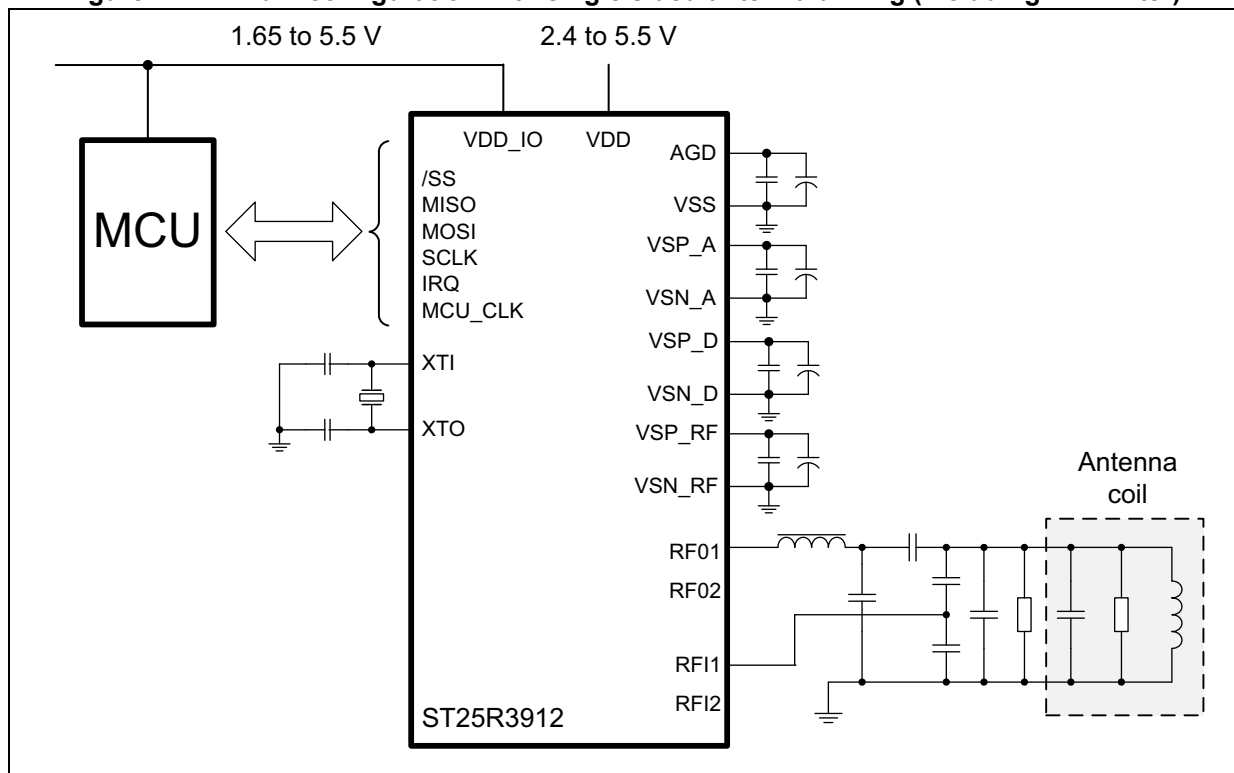 1.65 to 5.5 V
2.4 to 5.5 V
MCU
VDD_IO
VDD
/SS
MISO
MOSI
SCLK
IRQ
MCU_CLK
XTI
XTO
AGD
VSS
VSP_A
VSN_A
VSP_D
VSN_D
VSP_RF
VSN_RF
RF01
RF02
RFI1
RFI2
ST25R3912
Antenna
coil